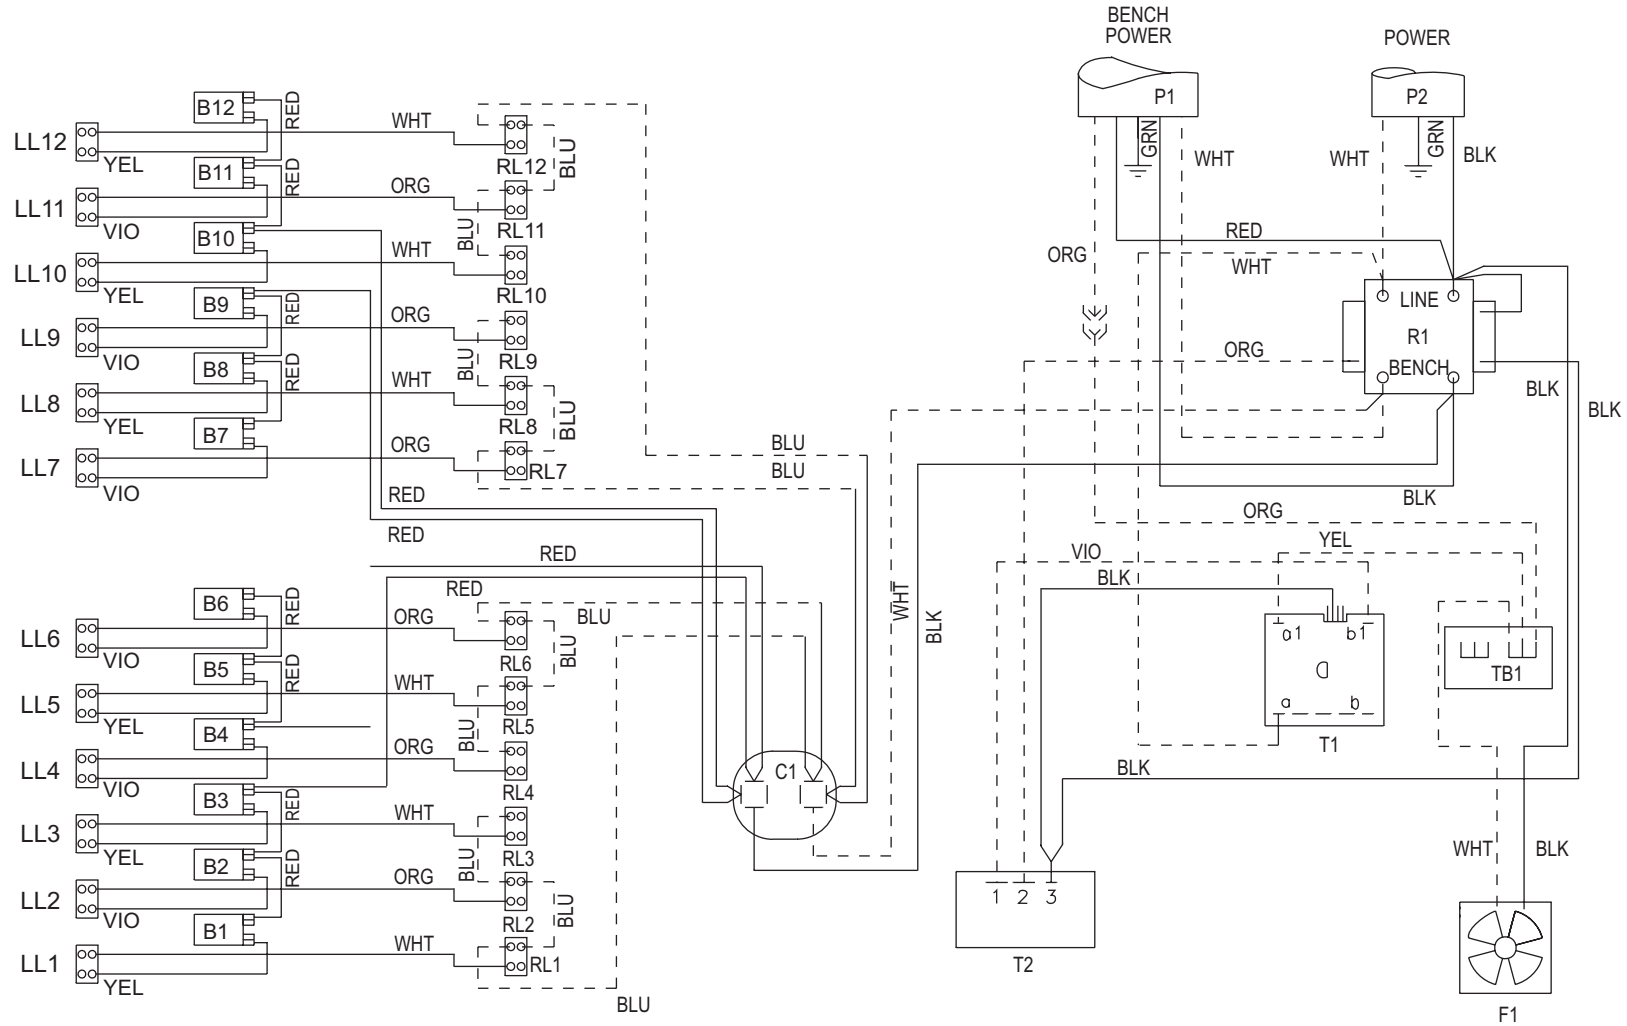 BENCH
POWER
POWER
P1
P2
GRN
WHT
WHT
GRN
BLK
B12
RED
WHT
LL12
YEL
RL12
BLU
B11
RED
ORG
LL11
VIO
RL11
BLU
B10
WHT
LL10
YEL
RL10
B9
RED
ORG
LL9
VIO
RL9
BLU
B8
RED
WHT
LL8
YEL
RL8
BLU
B7
ORG
LL7
VIO
RL7
RED
ORG
WHT
LINE
R1
BENCH
ORG
BLK
BLK
BLU
BLU
BLK
ORG
RED
RED
RED
RED
YEL
VIO
BLK
WHT
BLK
B6
RED
ORG
BLU
LL6
VIO
RL6
BLU
B5
RED
WHT
LL5
YEL
RL5
BLU
B4
ORG
LL4
VIO
RL4
B3
RED
WHT
LL3
YEL
RL3
BLU
B2
RED
ORG
LL2
VIO
RL2
BLU
B1
WHT
LL1
YEL
RL1
BLU
C1
a1
b1
D
a
b
T1
TB1
BLK
WHT
BLK
1 2 3
T2
F1